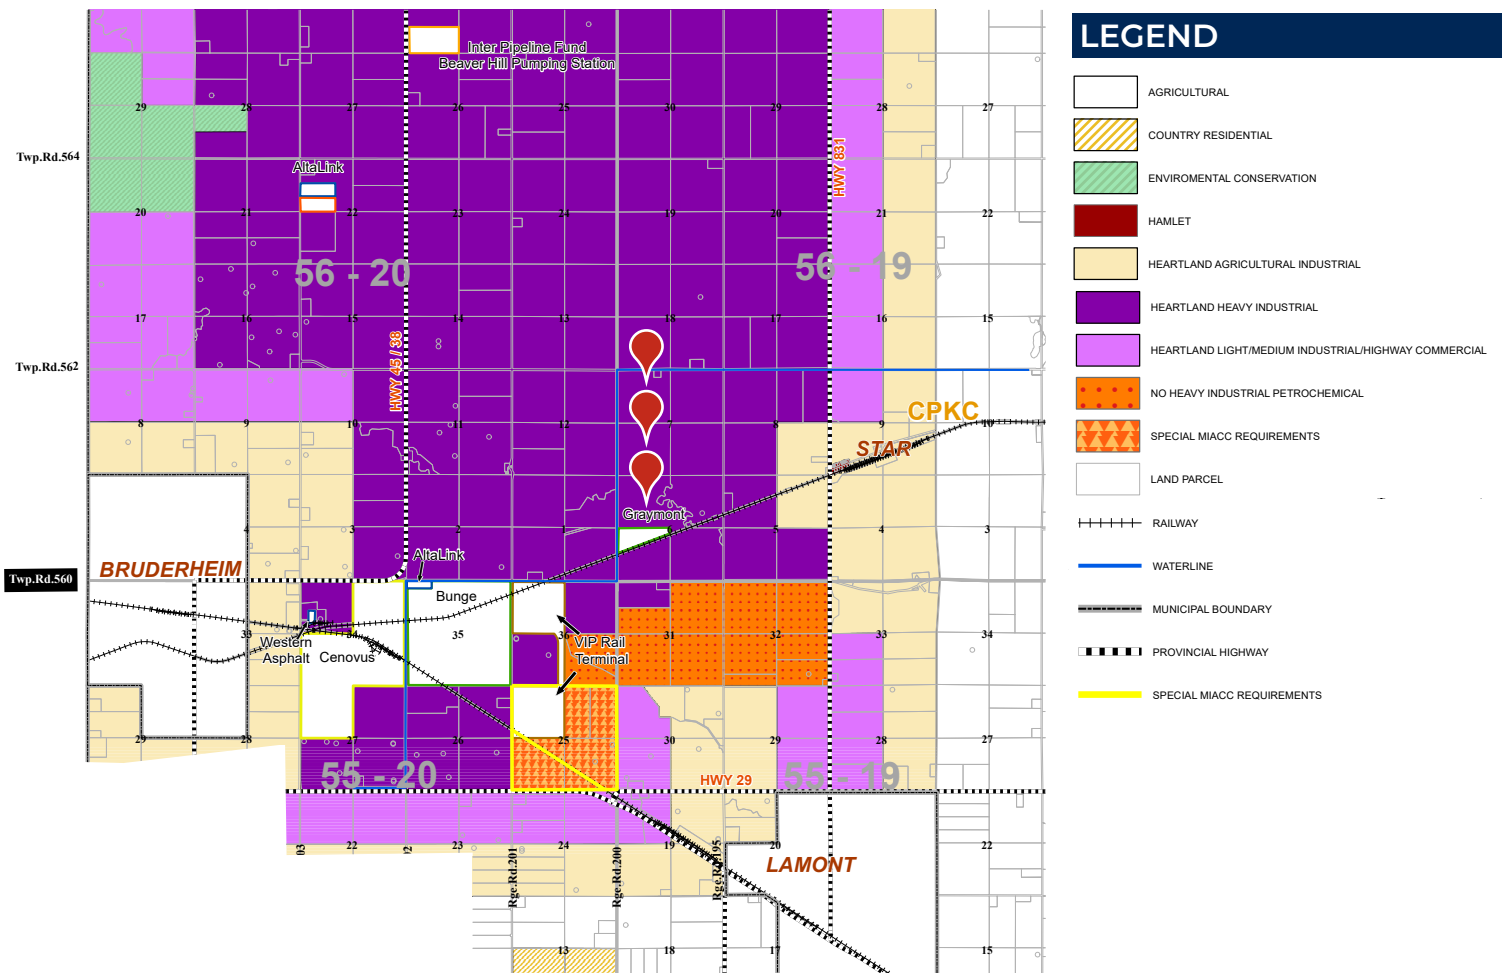 LEGEND
AGRICULTURAL
COUNTRY RESIDENTIAL
ENVIROMENTAL CONSERVATION
HAMLET
HEARTLAND AGRICULTURAL INDUSTRIAL
HEARTLAND HEAVY INDUSTRIAL
HEARTLAND LIGHT/MEDIUM INDUSTRIAL/HIGHWAY COMMERCIAL
NO HEAVY INDUSTRIAL PETROCHEMICAL
SPECIAL MIACC REQUIREMENTS
LAND PARCEL
RAILWAY
WATERLINE
MUNICIPAL BOUNDARY
PROVINCIAL HIGHWAY
SPECIAL MIACC REQUIREMENTS
Inter Pipeline Fund
Beaver Hill Pumping Station
29 28 27 26 25 30 29 28 27
Twp.Rd.564
AltaLink
HWY 831
20 21 22 23 24 19 20 21 22
56 - 20
56 - 19
17 16 15 14 13 18 17 16 15
HWY 45 / 38
Twp.Rd.562
CPKC
8 9 10 11 12 7 8 9 10
STAR
Graymont
4 3 2 1 6 5 4 3
AltaLink
BRUDERHEIM
Twp.Rd.560
Bunge
33 34 35 36 31 32 33 34
Western
Asphalt
Cenovus
VIP Rail
Terminal
29 28 27 26 25 30 29 28 27
55 - 20
55 - 19
HWY 29
03 22 02 23 24 19 20 22
Rge.Rd.201
Rge.Rd.200
Rge.Rd.195
LAMONT
13 18 17 15